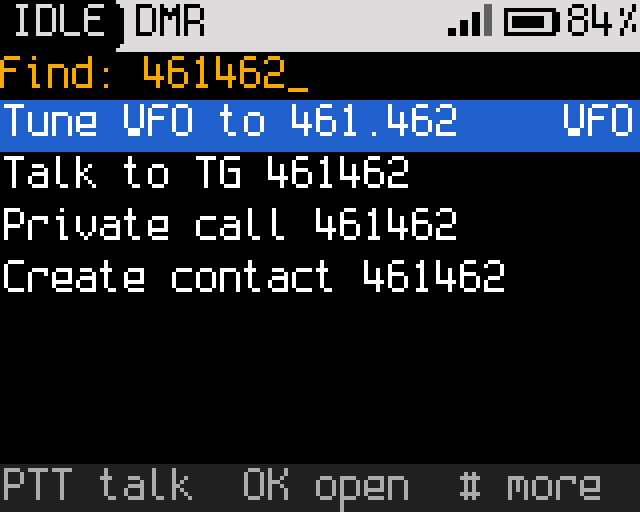 IDLE DMR 84%
Find: 461462_
Tune VFO to 461.462 VFO
Talk to TG 461462
Private call 461462
Create contact 461462
PTT talk OK open # more